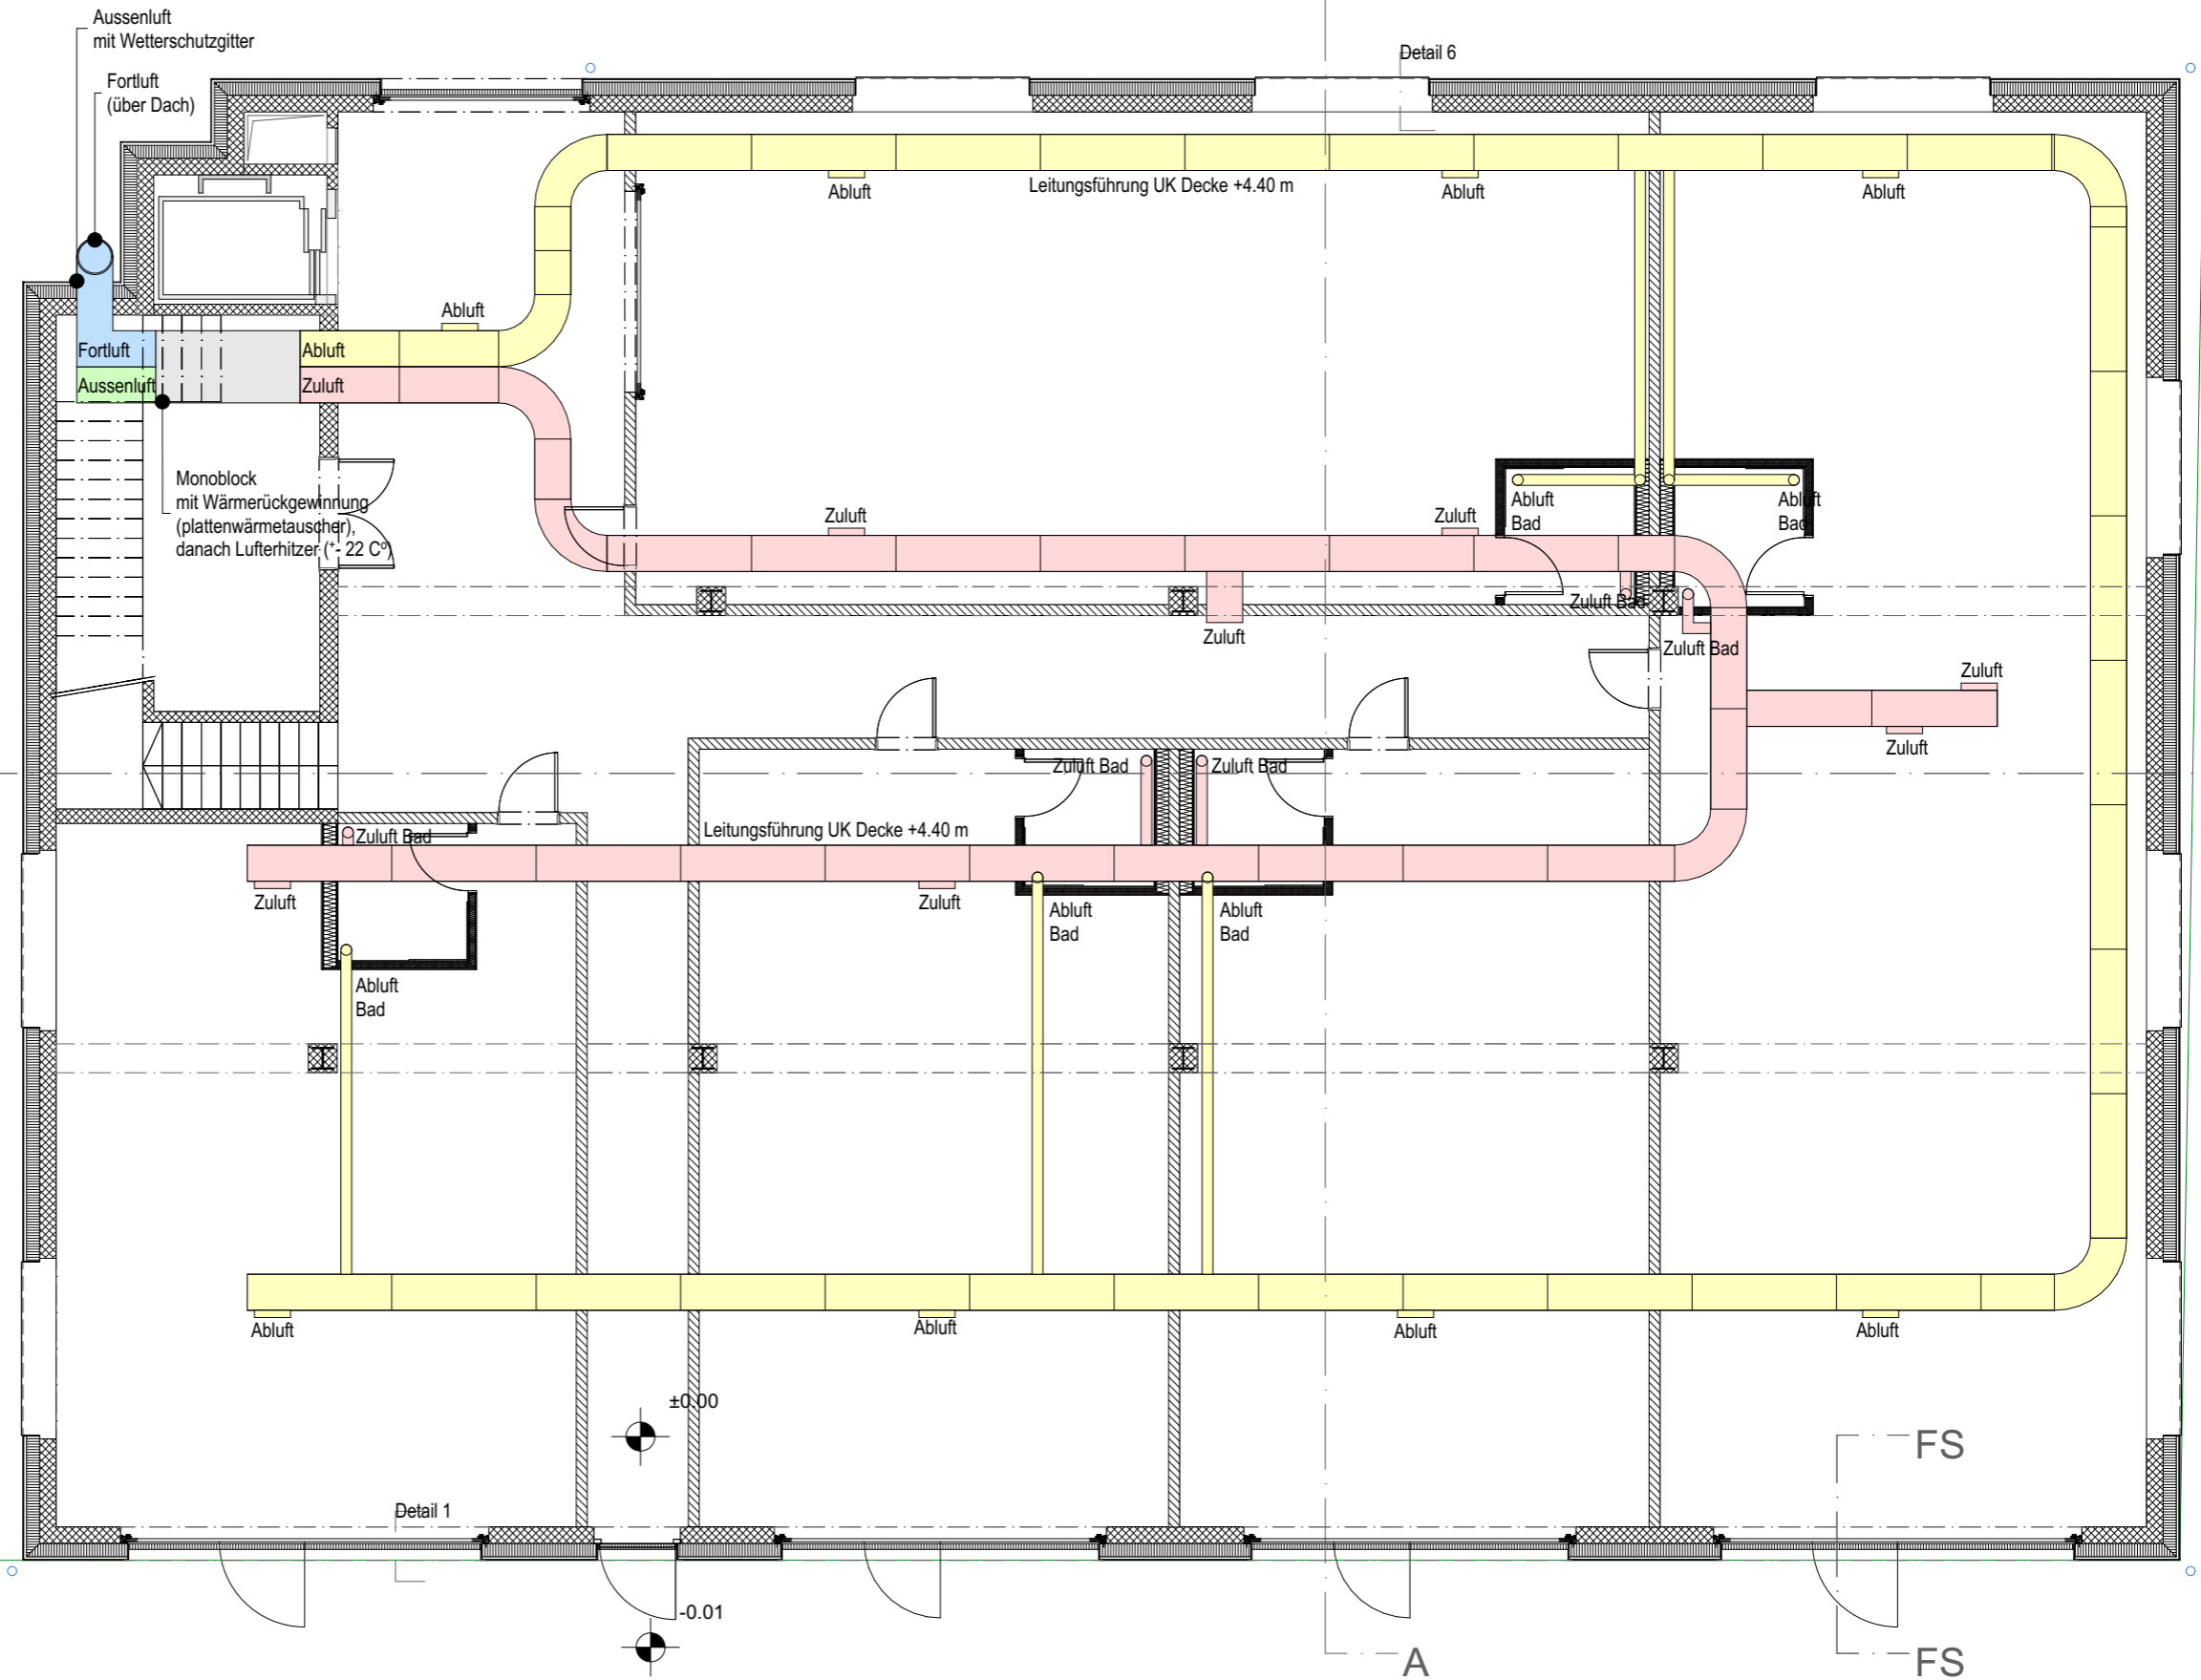 Aussenluft
mit Wetterschutzgitter
Fortluft
(über Dach)
Detail 6
Abluft
Leitungsführung UK Decke +4.40 m
Abluft
Abluft
Abluft
Fortluft
Abluft
Aussenluft
Zuluft
Monoblock
mit Wärmerückgewinnung
(plattenwärmetauscher),
danach Lufterhitzer (+- 22 C°)
Zuluft
Zuluft
Abluft
Bad
Abluft
Bad
Zuluft Bad
Zuluft
Zuluft Bad
Zuluft
Zuluft
Zuluft Bad
Zuluft Bad
Zuluft Bad
Leitungsführung UK Decke +4.40 m
Zuluft
Zuluft
Abluft
Bad
Abluft
Bad
Abluft
Bad
Abluft
Abluft
Abluft
Abluft
±0.00
FS
Detail 1
-0.01
A
FS